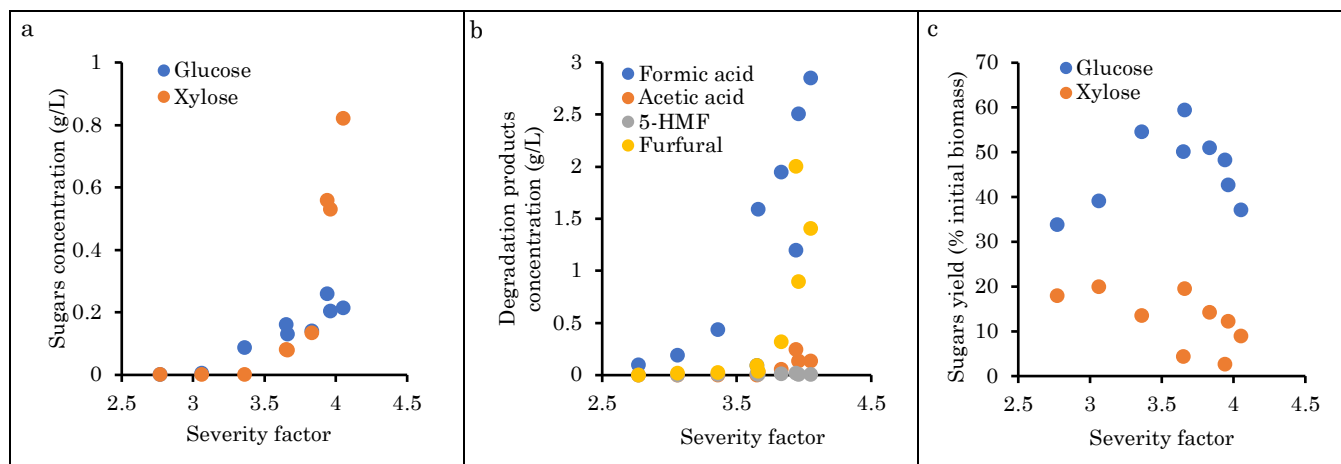 a
Sugars concentration (g/L)
1
0.8
0.6
0.4
0.2
0
Glucose
Xylose
2.5 3 3.5 4 4.5
Severity factor
b
Degradation products
concentration (g/L)
3
2.5
2
1.5
1
0.5
0
Formic acid
Acetic acid
5-HMF
Furfural
2.5 3 3.5 4 4.5
Severity factor
c
Sugars yield (% initial biomass)
70
60
50
40
30
20
10
0
Glucose
Xylose
2.5 3 3.5 4 4.5
Severity factor